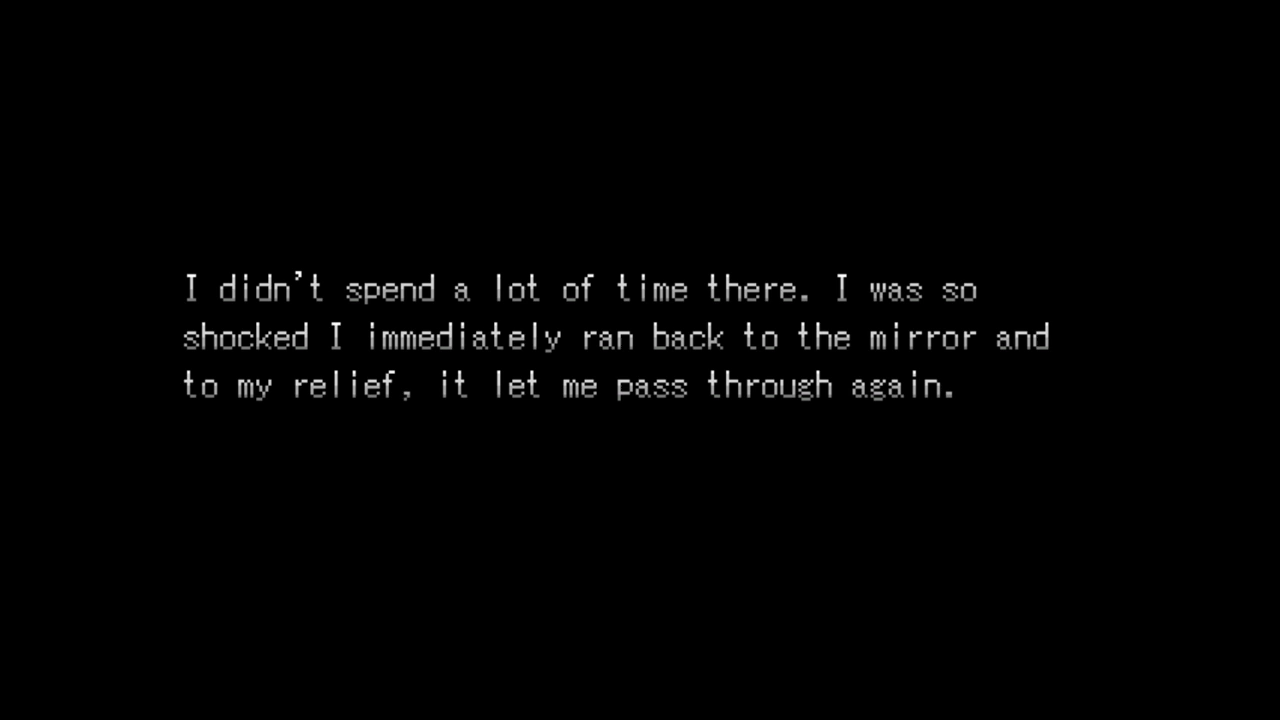 I didn't spend a lot of time there. I was so
shocked I immediately ran back to the mirror and
to my relief, it let me pass through again.